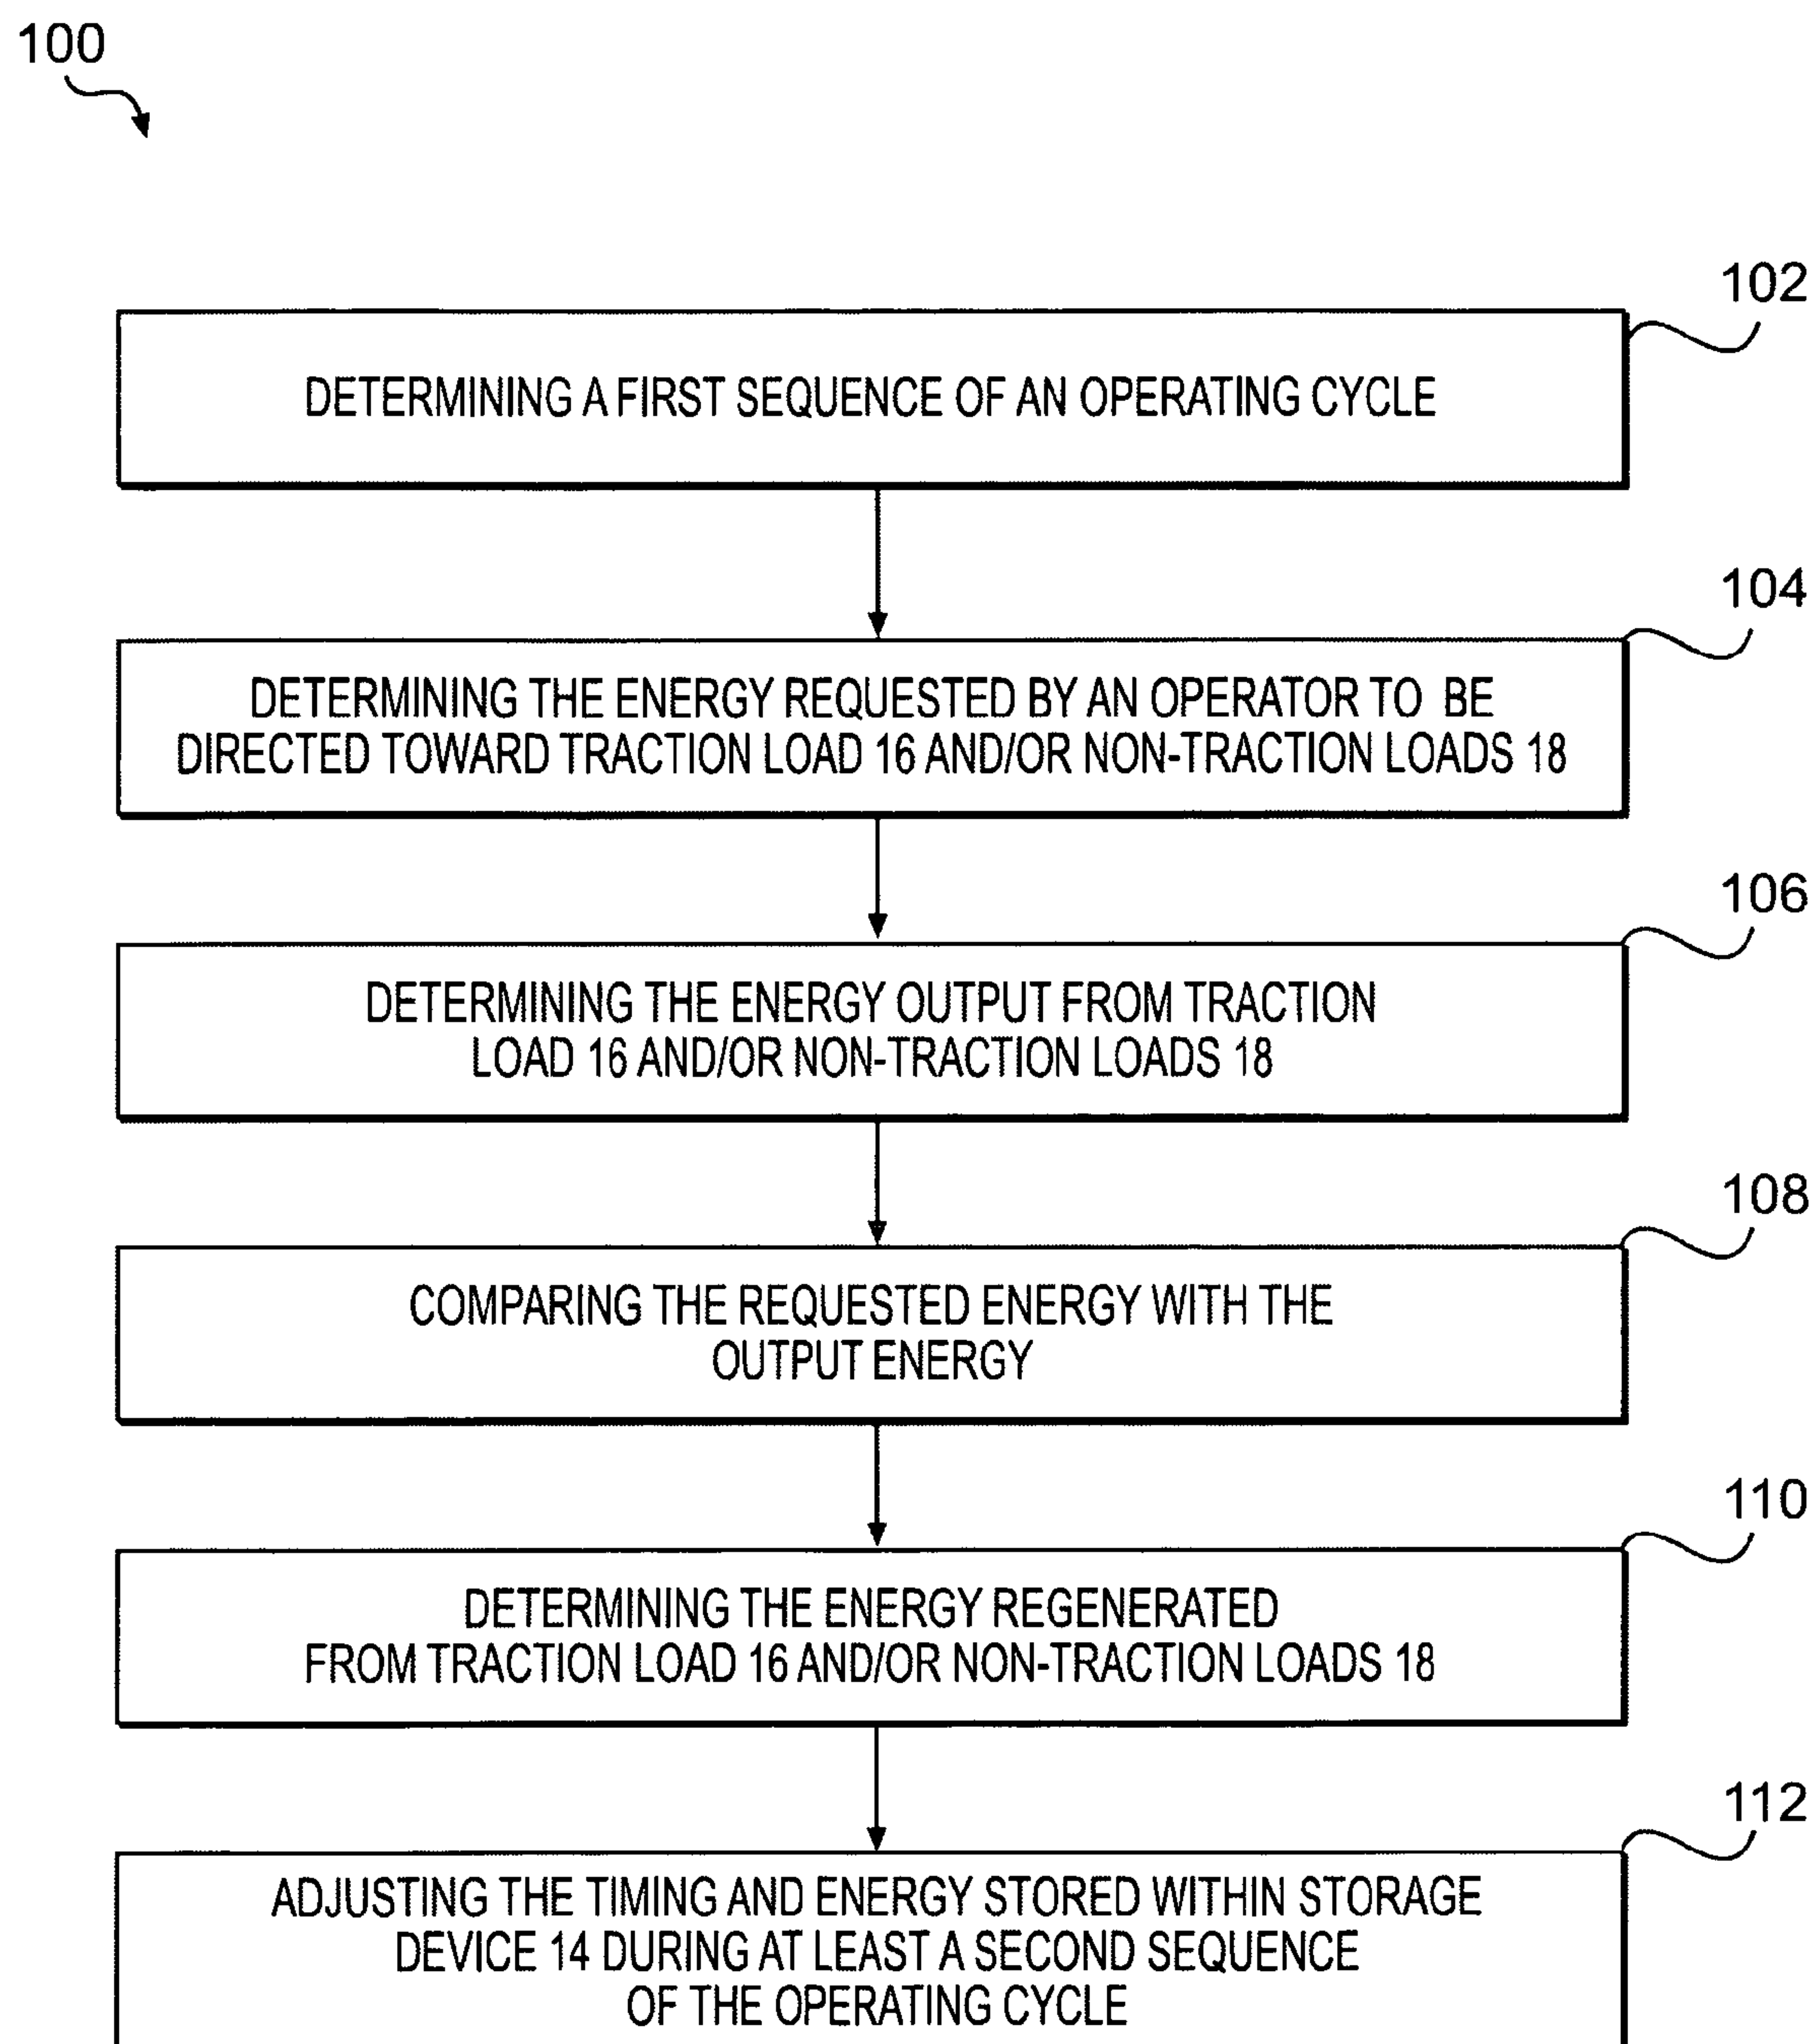 100
102
DETERMINING A FIRST SEQUENCE OF AN OPERATING CYCLE
104
DETERMINING THE ENERGY REQUESTED BY AN OPERATOR TO BE
DIRECTED TOWARD TRACTION LOAD 16 AND/OR NON-TRACTION LOADS 18
106
DETERMINING THE ENERGY OUTPUT FROM TRACTION
LOAD 16 AND/OR NON-TRACTION LOADS 18
108
COMPARING THE REQUESTED ENERGY WITH THE
OUTPUT ENERGY
110
DETERMINING THE ENERGY REGENERATED
FROM TRACTION LOAD 16 AND/OR NON-TRACTION LOADS 18
112
ADJUSTING THE TIMING AND ENERGY STORED WITHIN STORAGE
DEVICE 14 DURING AT LEAST A SECOND SEQUENCE
OF THE OPERATING CYCLE